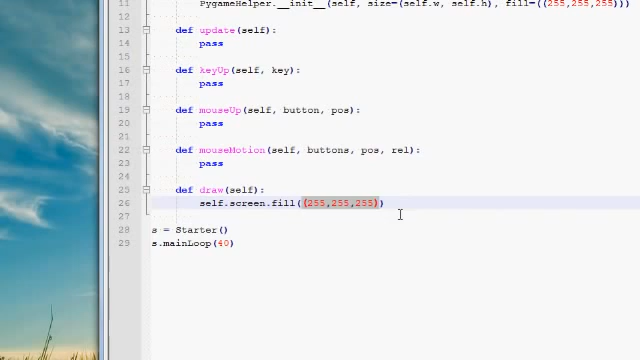 11 PygameHelper.__init__(self, size=(self.w, self.h), fill=((255,255,255)))
12
13 def update(self):
14 pass
15
16 def keyUp(self, key):
17 pass
18
19 def mouseUp(self, button, pos):
20 pass
21
22 def mouseMotion(self, buttons, pos, rel):
23 pass
24
25 def draw(self):
26 self.screen.fill((255,255,255))
27
28 s = Starter()
29 s.mainLoop(40)